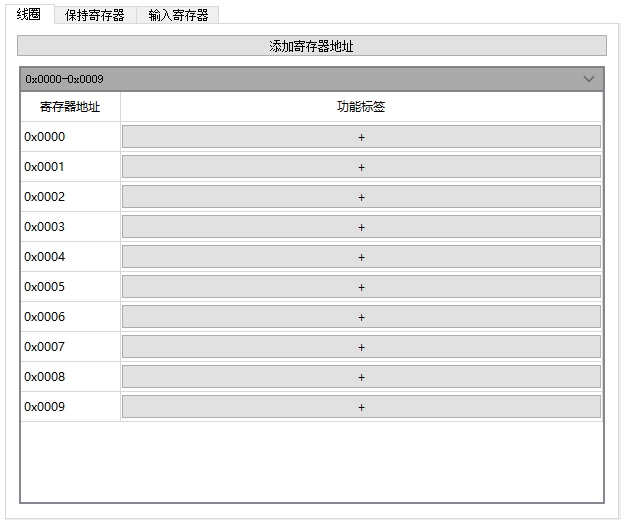 线圈 保持寄存器 输入寄存器
添加寄存器地址
0x0000-0x0009
寄存器地址 功能标签
0x0000 +
0x0001 +
0x0002 +
0x0003 +
0x0004 +
0x0005 +
0x0006 +
0x0007 +
0x0008 +
0x0009 +